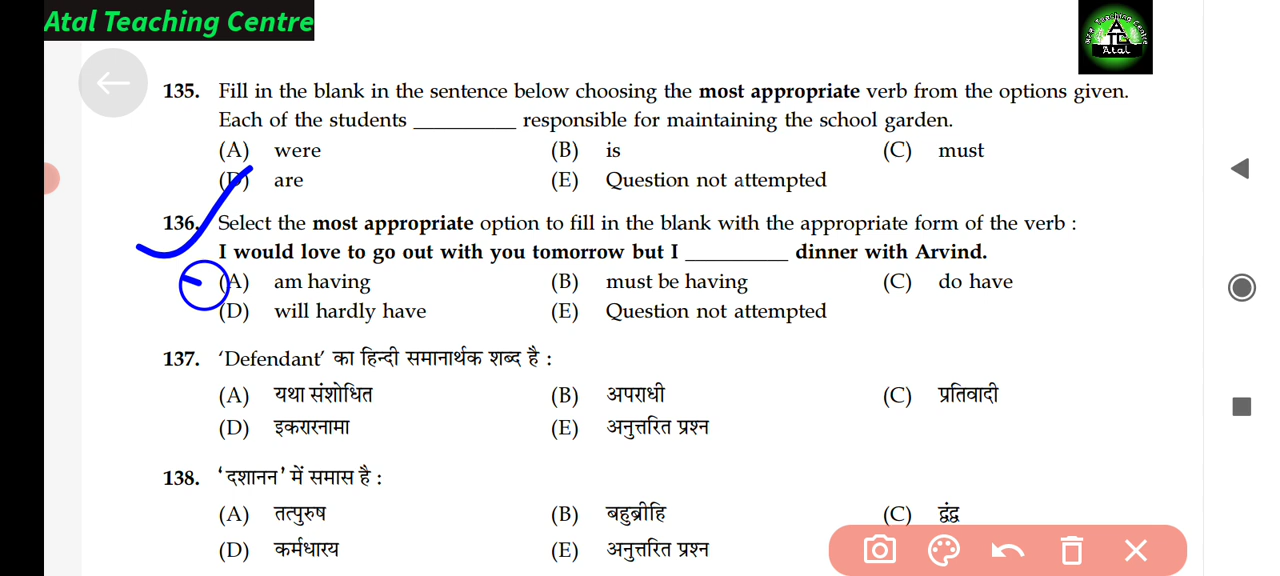 Atal Teaching Centre
New Teaching Centre
ATC
Atal
135. Fill in the blank in the sentence below choosing the most appropriate verb from the options given.
Each of the students __________ responsible for maintaining the school garden.
(A) were (B) is (C) must
(D) are (E) Question not attempted
136. Select the most appropriate option to fill in the blank with the appropriate form of the verb :
I would love to go out with you tomorrow but I __________ dinner with Arvind.
(A) am having (B) must be having (C) do have
(D) will hardly have (E) Question not attempted
137. ‘Defendant’ का हिन्दी समानार्थक शब्द है :
(A) यथा संशोधित (B) अपराधी (C) प्रतिवादी
(D) इकरारनामा (E) अनुत्तरित प्रश्न
138. ‘दशानन’ में समास है :
(A) तत्पुरुष (B) बहुब्रीहि (C) द्वंद्व
(D) कर्मधारय (E) अनुत्तरित प्रश्न